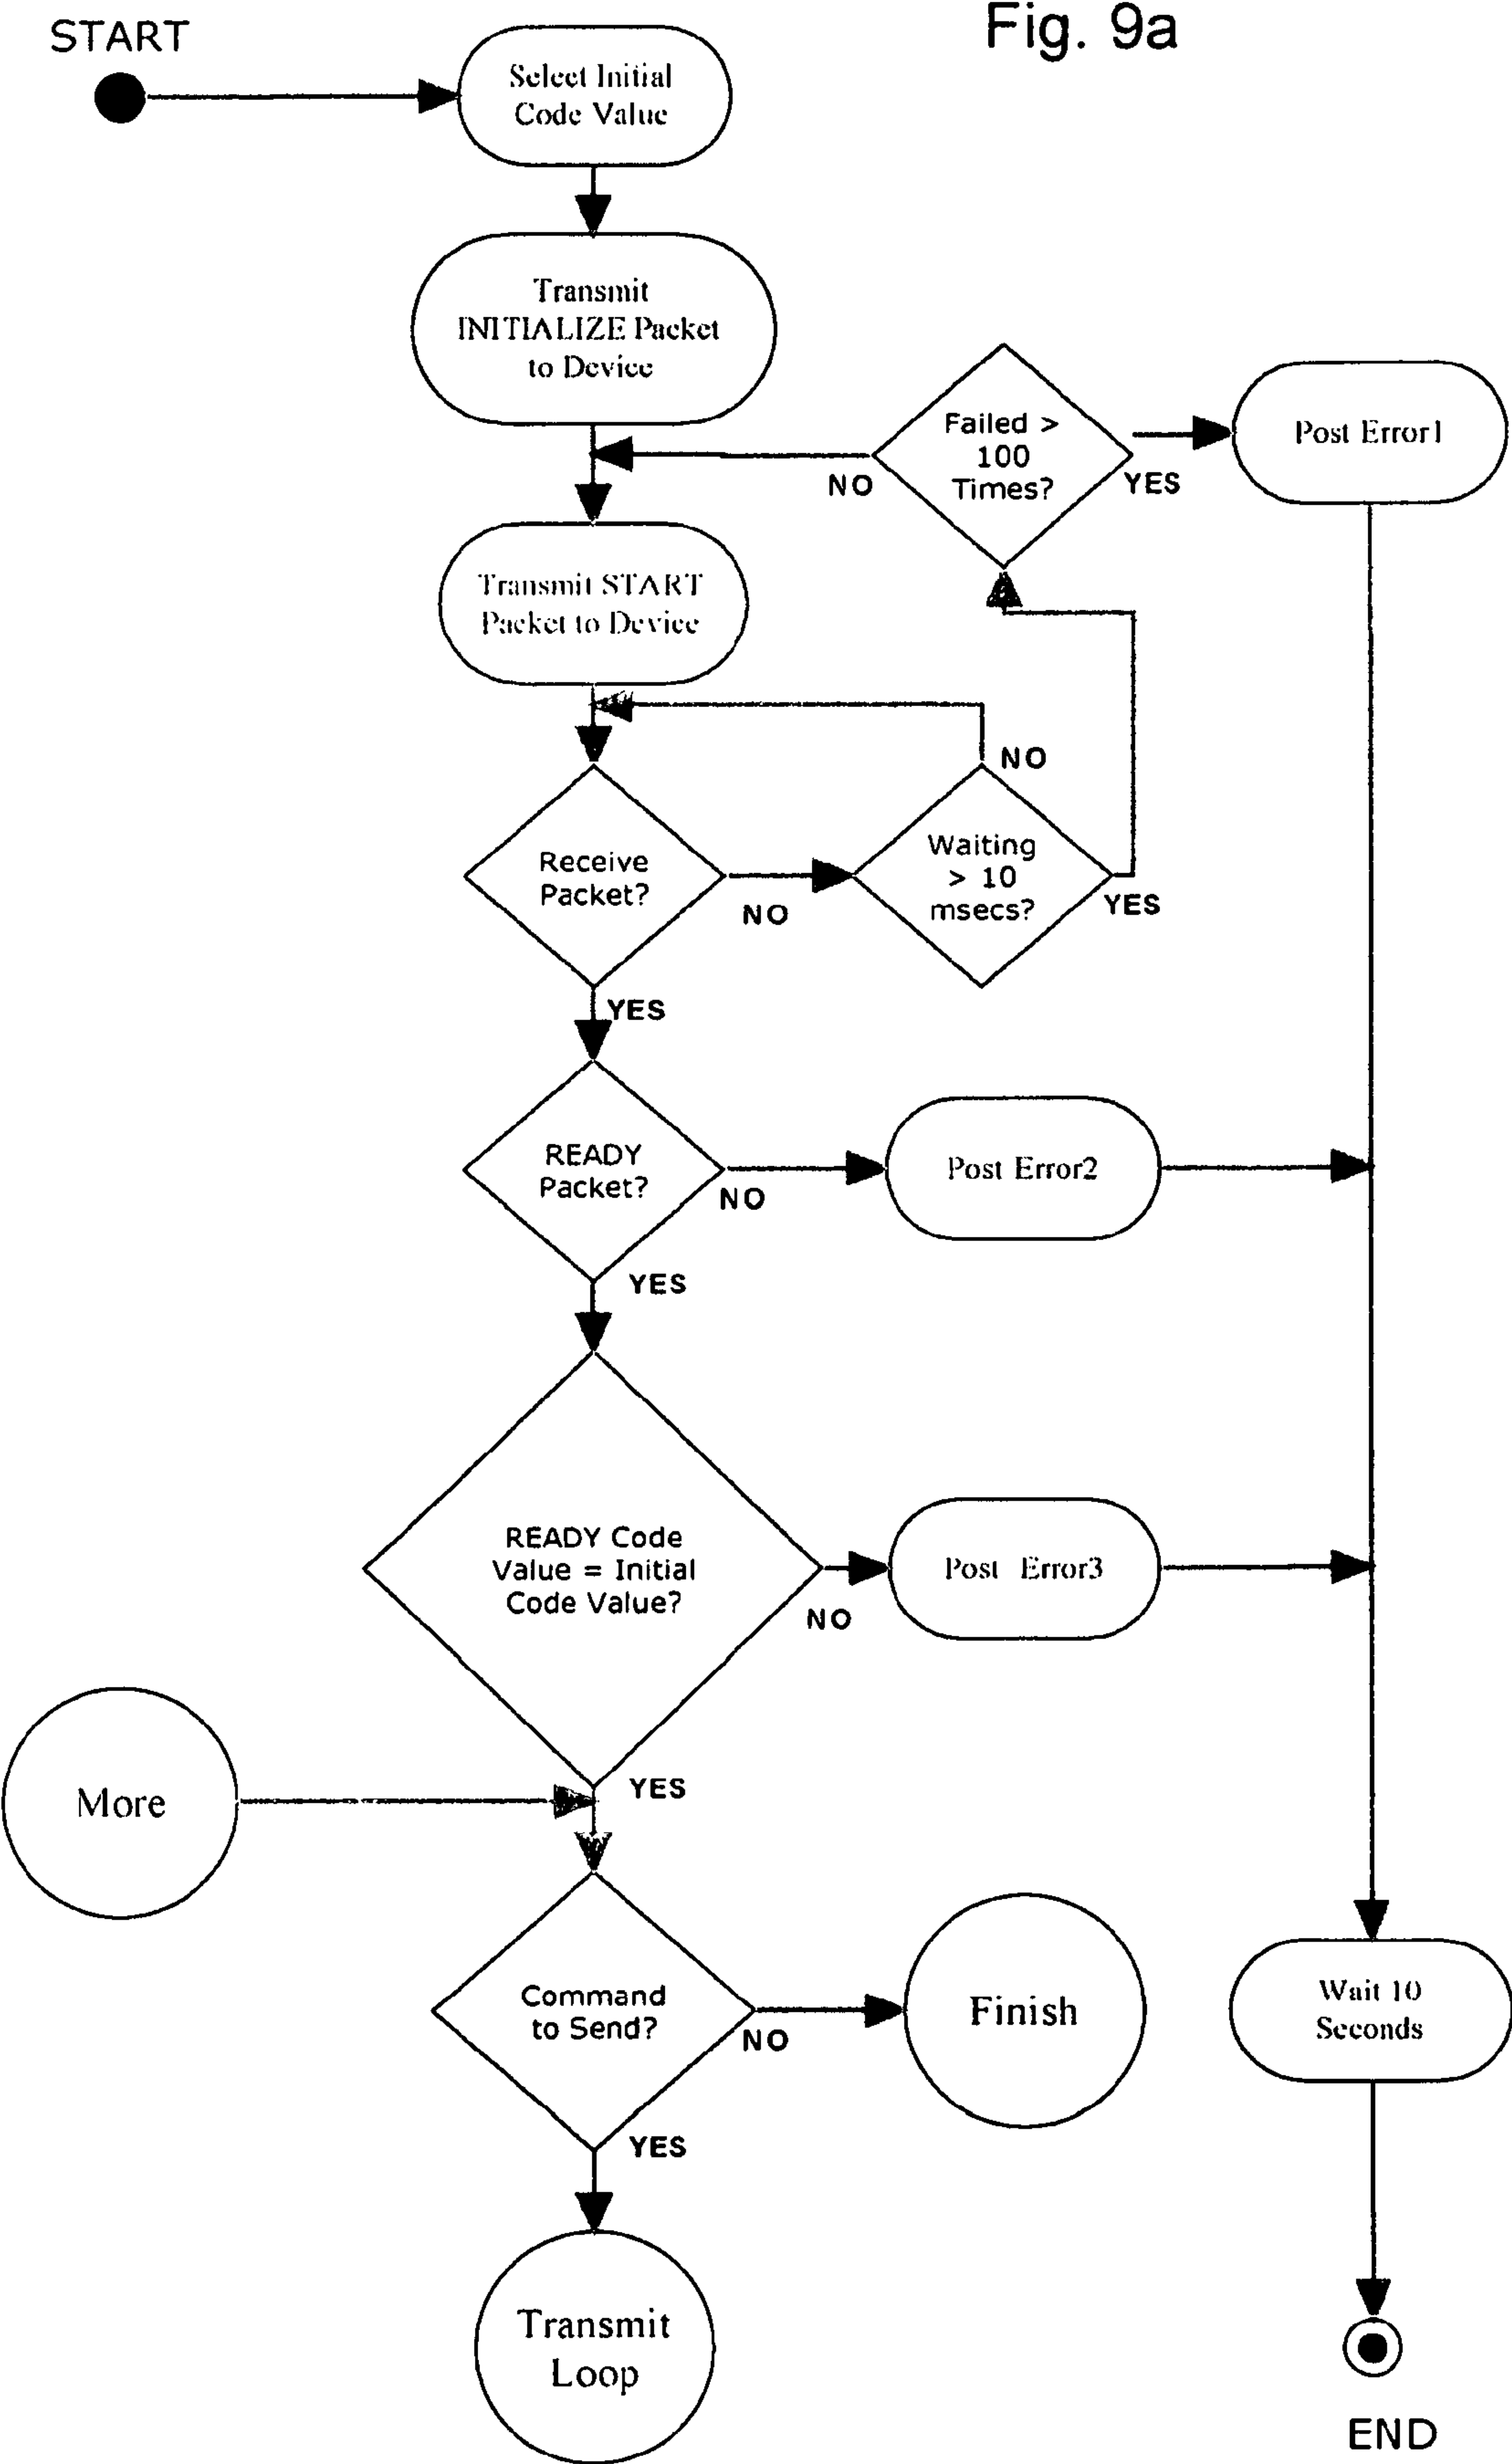 Fig. 9a
START
Select Initial
Code Value
Transmit
INITIALIZE Packet
to Device
Failed >
100
Times?
NO
YES
Post Error1
Transmit START
Packet to Device
NO
Receive
Packet?
NO
Waiting
> 10
msecs?
YES
YES
READY
Packet?
NO
Post Error2
YES
READY Code
Value = Initial
Code Value?
NO
Post Error3
YES
More
Command
to Send?
NO
Finish
Wait 10
Seconds
YES
Transmit
Loop
END